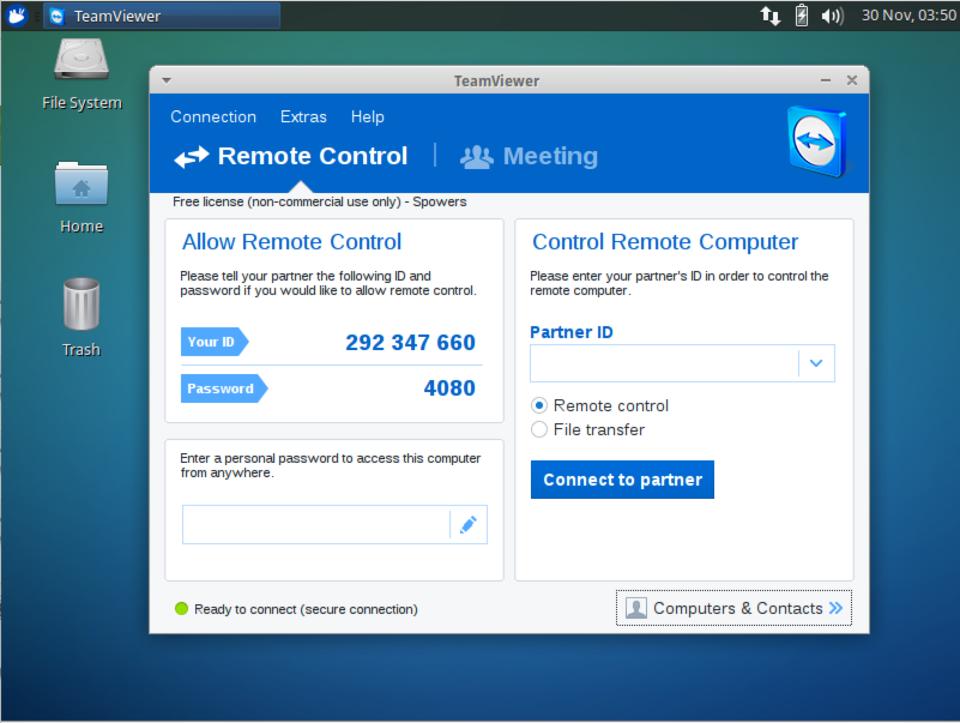 TeamViewer
30 Nov, 03:50
File System
Home
Trash
TeamViewer
Connection Extras Help
Remote Control | Meeting
Free license (non-commercial use only) - Spowers
Allow Remote Control
Please tell your partner the following ID and
password if you would like to allow remote control.
Your ID 292 347 660
Password 4080
Enter a personal password to access this computer
from anywhere.
Control Remote Computer
Please enter your partner's ID in order to control the
remote computer.
Partner ID
Remote control
File transfer
Connect to partner
Ready to connect (secure connection)
Computers & Contacts